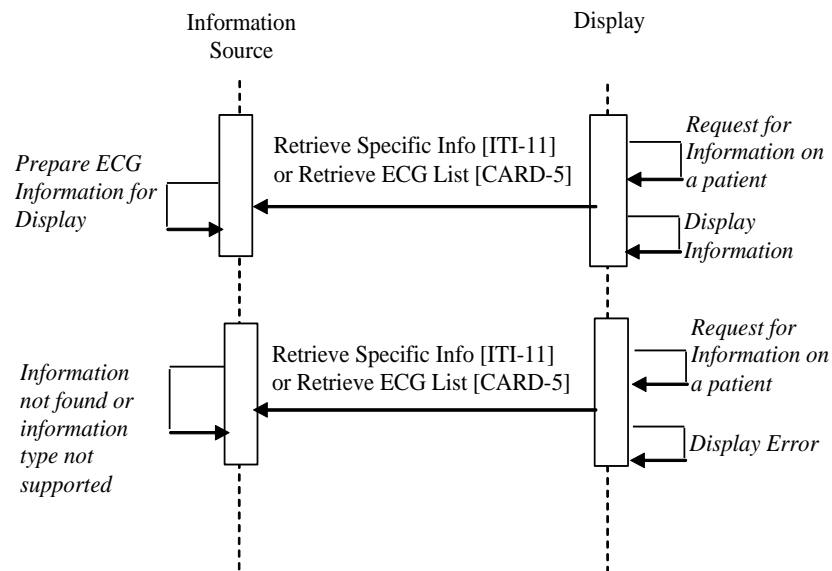 Information
Source
Display
Retrieve Specific Info [ITI-11]
or Retrieve ECG List [CARD-5]
Request for
Information on
a patient
Prepare ECG
Information for
Display
Display
Information
Retrieve Specific Info [ITI-11]
or Retrieve ECG List [CARD-5]
Request for
Information on
a patient
Information
not found or
information
type not
supported
Display Error